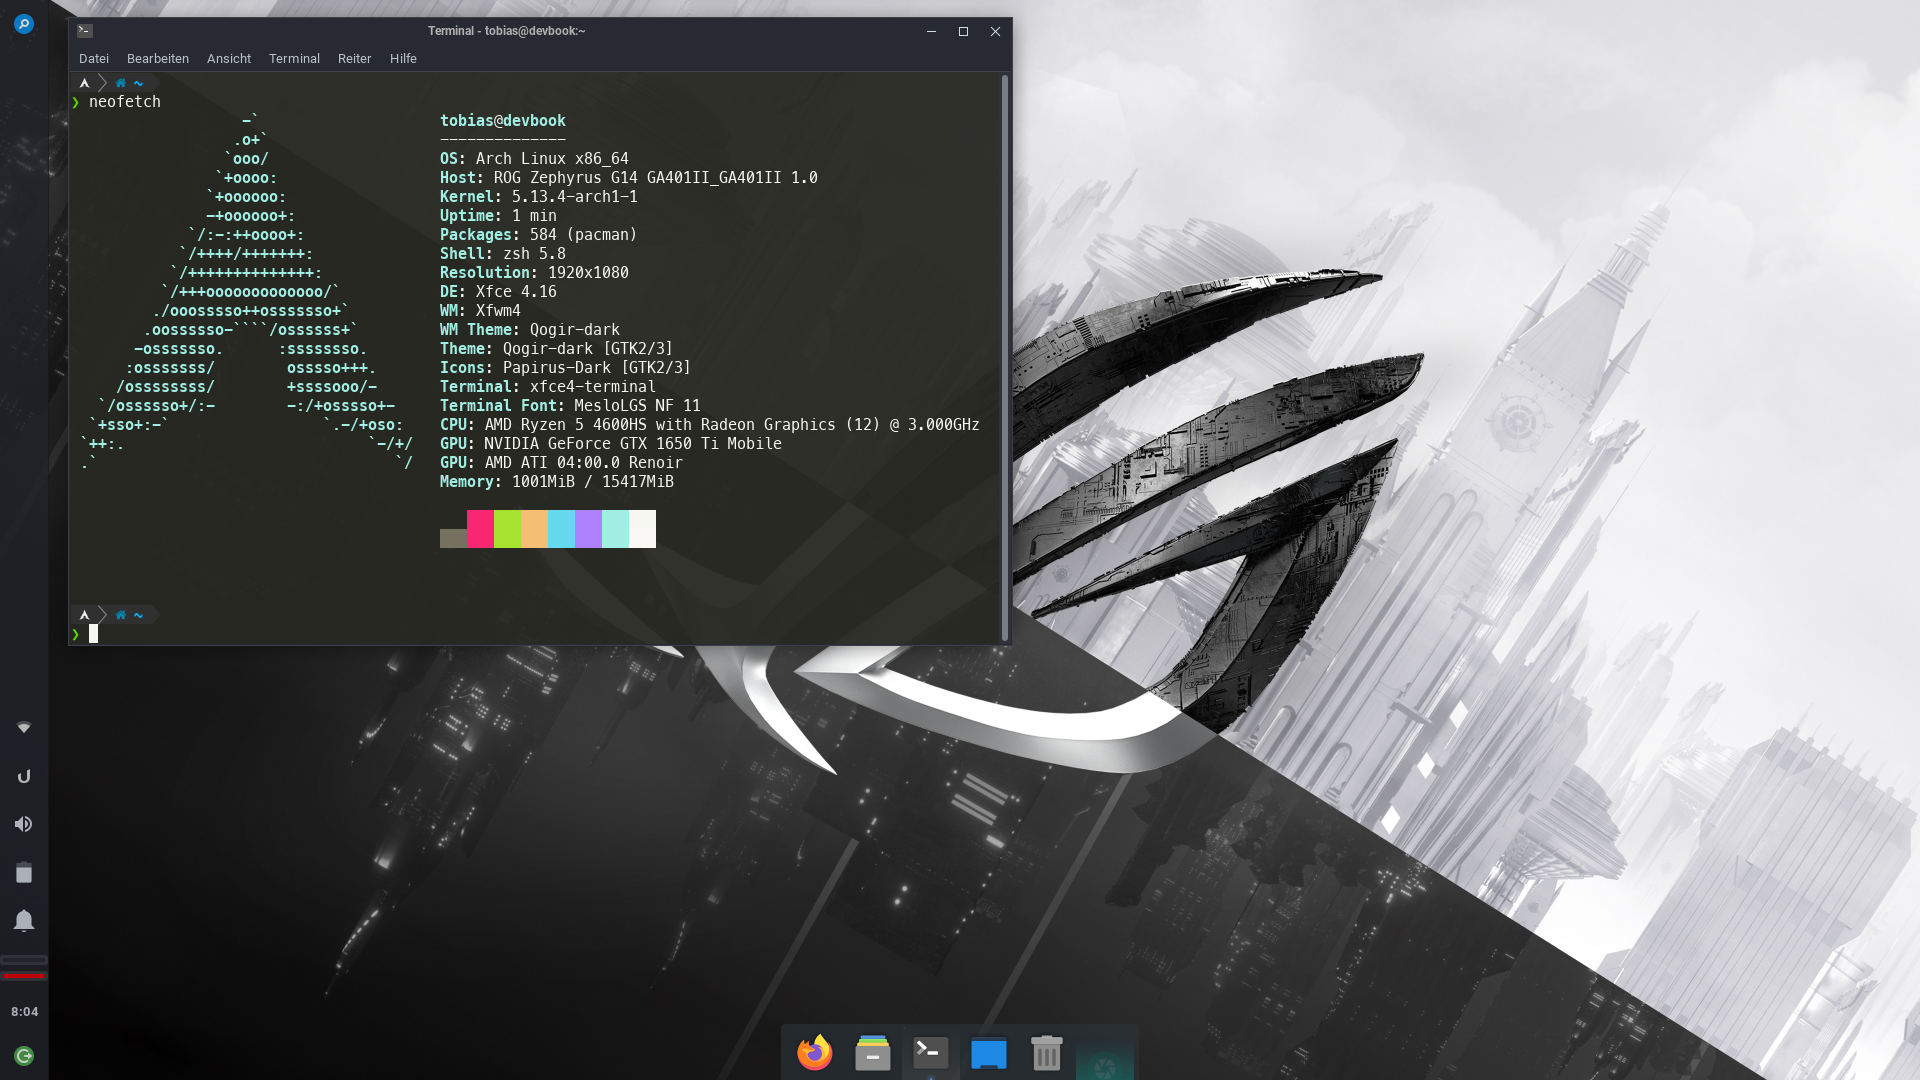 Terminal - tobias@devbook:~
Datei Bearbeiten Ansicht Terminal Reiter Hilfe
~
❯ neofetch
-`
.o+`
`ooo/
`+oooo:
`+oooooo:
-+oooooo+:
`/:-:++oooo+:
`/++++/+++++++:
`/++++++++++++++:
`/+++ooooooooooooo/`
./ooosssso++osssssso+`
.oossssso-````/ossssss+`
-osssssso.      :ssssssso.
:osssssss/        osssso+++.
/ossssssss/        +ssssooo/-
`/ossssso+/:-        -:/+osssso+-
`+sso+:-`                 `.-/+oso:
`++:.                           `-/+/
.`                                 `/
tobias@devbook
--------------
OS: Arch Linux x86_64
Host: ROG Zephyrus G14 GA401II_GA401II 1.0
Kernel: 5.13.4-arch1-1
Uptime: 1 min
Packages: 584 (pacman)
Shell: zsh 5.8
Resolution: 1920x1080
DE: Xfce 4.16
WM: Xfwm4
WM Theme: Qogir-dark
Theme: Qogir-dark [GTK2/3]
Icons: Papirus-Dark [GTK2/3]
Terminal: xfce4-terminal
Terminal Font: MesloLGS NF 11
CPU: AMD Ryzen 5 4600HS with Radeon Graphics (12) @ 3.000GHz
GPU: NVIDIA GeForce GTX 1650 Ti Mobile
GPU: AMD ATI 04:00.0 Renoir
Memory: 1001MiB / 15417MiB
~
❯
8:04